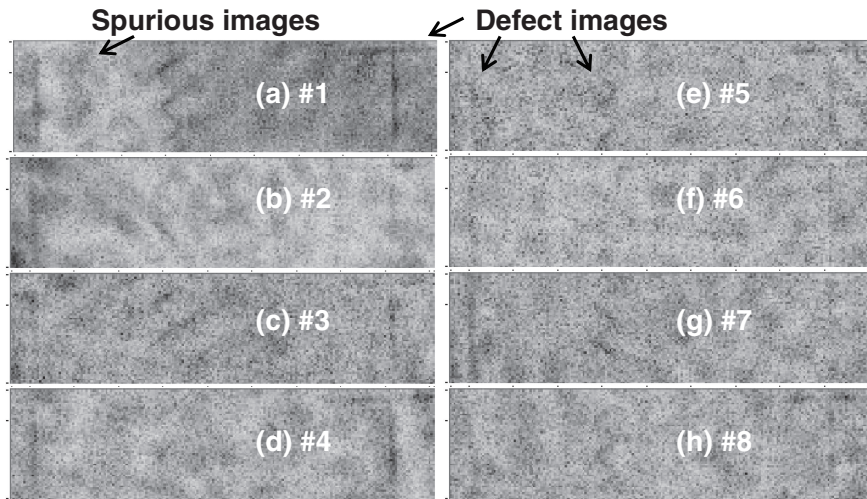 Spurious images
Defect images
(a) #1
(e) #5
(b) #2
(f) #6
(c) #3
(g) #7
(d) #4
(h) #8